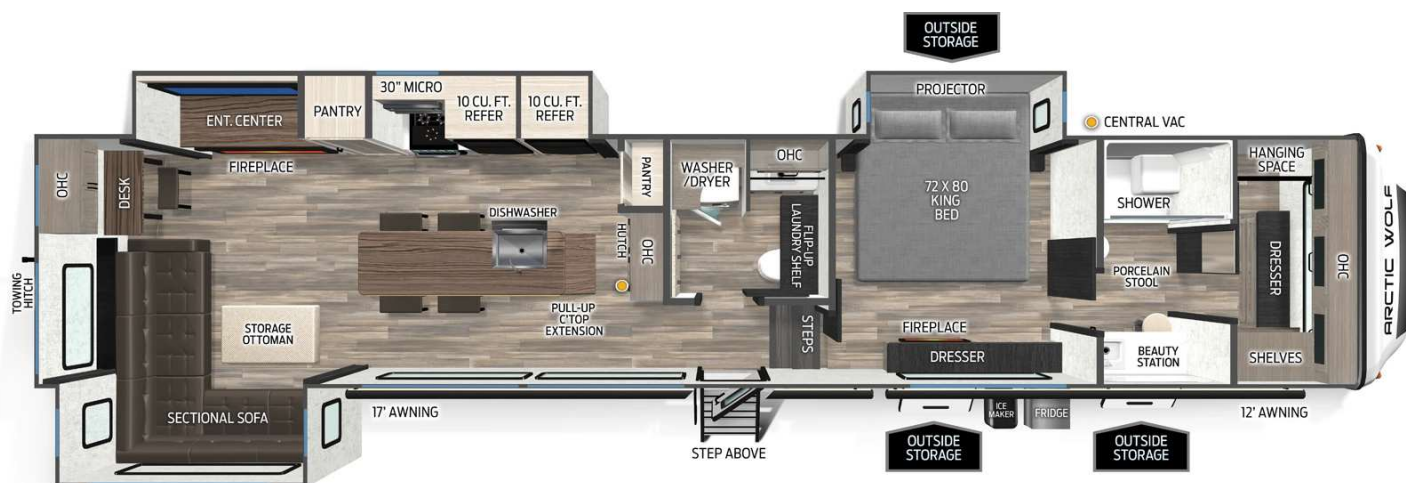 OUTSIDE
STORAGE
PROJECTOR
30" MICRO
PANTRY
10 CU. FT.
REFER
10 CU. FT.
REFER
ENT. CENTER
FIREPLACE
CENTRAL VAC
OHC
DESK
PANTRY
WASHER
/DRYER
OHC
72 X 80
KING
BED
SHOWER
HANGING
SPACE
DISHWASHER
HUTCH
OHC
FLIP-UP
LAUNDRY SHELF
PORCELAIN
STOOL
DRESSER
OHC
ARCTIC WOLF
TOWING
HITCH
STORAGE
OTTOMAN
PULL-UP
C'TOP
EXTENSION
STEPS
FIREPLACE
DRESSER
BEAUTY
STATION
SHELVES
SECTIONAL SOFA
17' AWNING
STEP ABOVE
ICE
MAKER
FRIDGE
12' AWNING
OUTSIDE
STORAGE
OUTSIDE
STORAGE